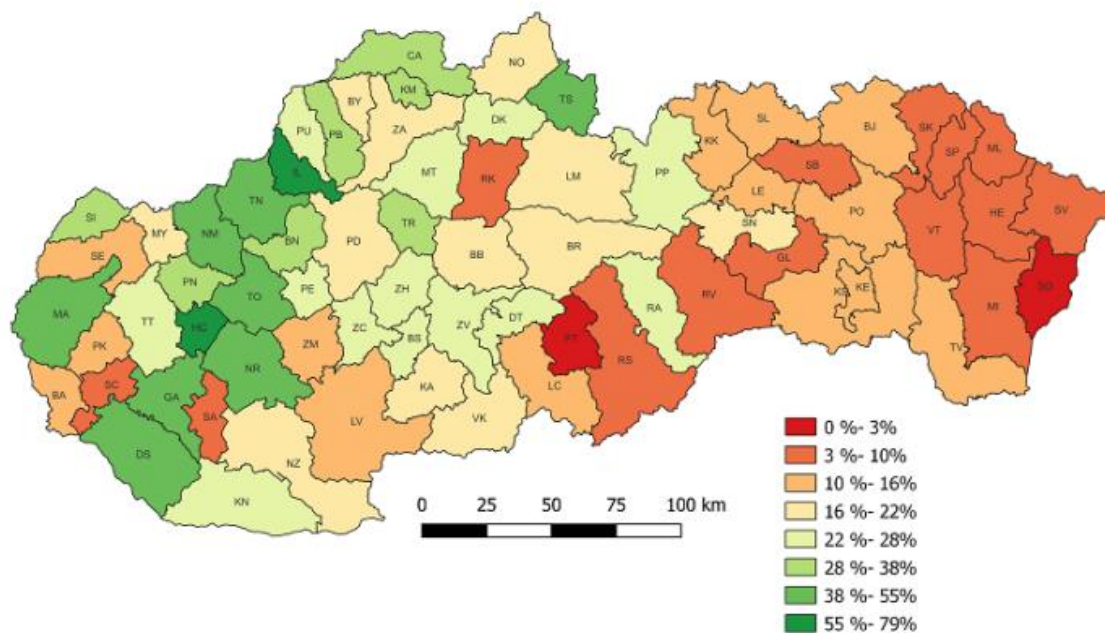 CA
NO
KM
BY
TS
PU
PB
ZA
DK
SL
BJ
SK
KK
SP
ML
IL
MT
RK
LM
PP
SB
TN
LE
PO
HE
SV
SI
MY
NM
BN
PD
TR
BB
BR
SN
VT
SE
GL
PN
TO
PE
ZH
RV
KS
KE
MI
SO
MA
TT
HC
ZC
BS
ZV
DT
PT
RA
PK
ZM
NR
KA
LC
RS
TV
BA
SC
GA
SA
LV
VK
DS
NZ
KN
0 %- 3%
3 %- 10%
10 %- 16%
16 %- 22%
22 %- 28%
28 %- 38%
38 %- 55%
55 %- 79%
0 25 50 75 100 km